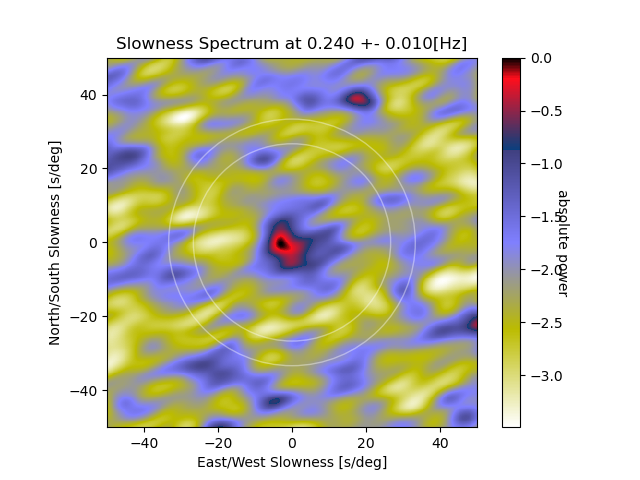 Slowness Spectrum at 0.240 +- 0.010[Hz]
North/South Slowness [s/deg]
40
20
0
−20
−40
−40 −20 0 20 40
East/West Slowness [s/deg]
0.0
−0.5
−1.0
−1.5
−2.0
−2.5
−3.0
absolute power